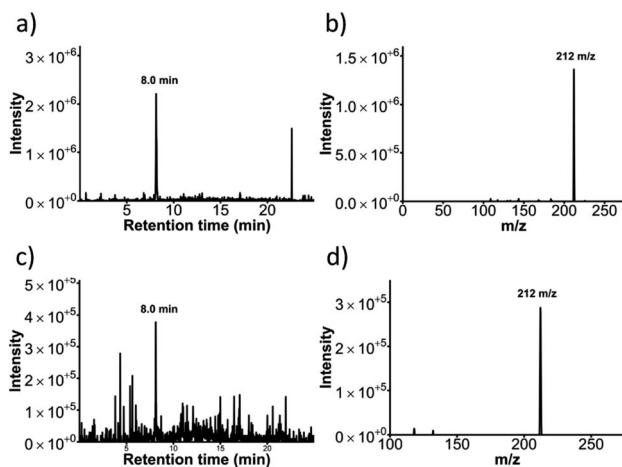 a)
3 × 10+6
2 × 10+6
1 × 10+6
0 × 10+0
Intensity
8.0 min
5 10 15 20
Retention time (min)
b)
1.5 × 10+6
1.0 × 10+6
5.0 × 10+5
0 × 10+0
Intensity
212 m/z
0 50 100 150 200 250
m/z
c)
5 × 10+5
4 × 10+5
3 × 10+5
2 × 10+5
1 × 10+5
0 × 10+0
Intensity
8.0 min
5 10 15 20
Retention time (min)
d)
3 × 10+5
2 × 10+5
1 × 10+5
0 × 10+0
Intensity
212 m/z
100 150 200 250
m/z